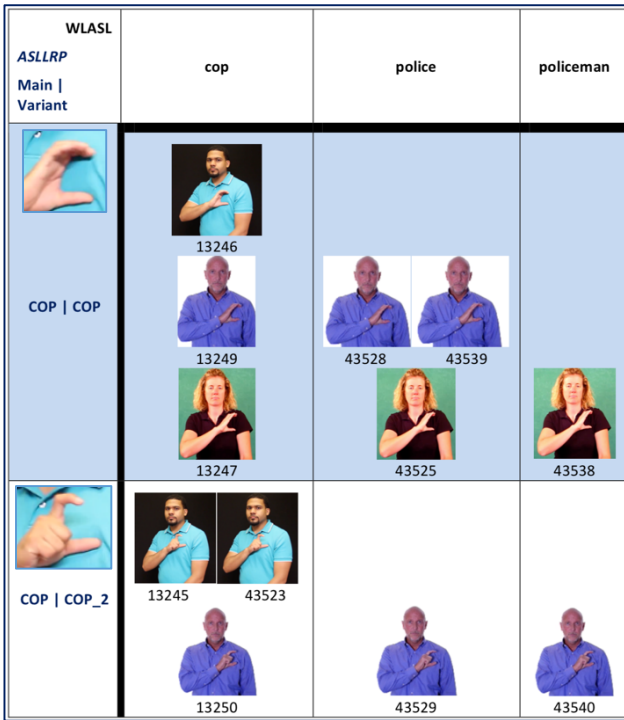 WLASL
ASLLRP
Main |
Variant
cop
police
policeman
COP | COP
13246
13249
43528 43539
13247
43525
43538
COP | COP_2
13245 43523
13250
43529
43540